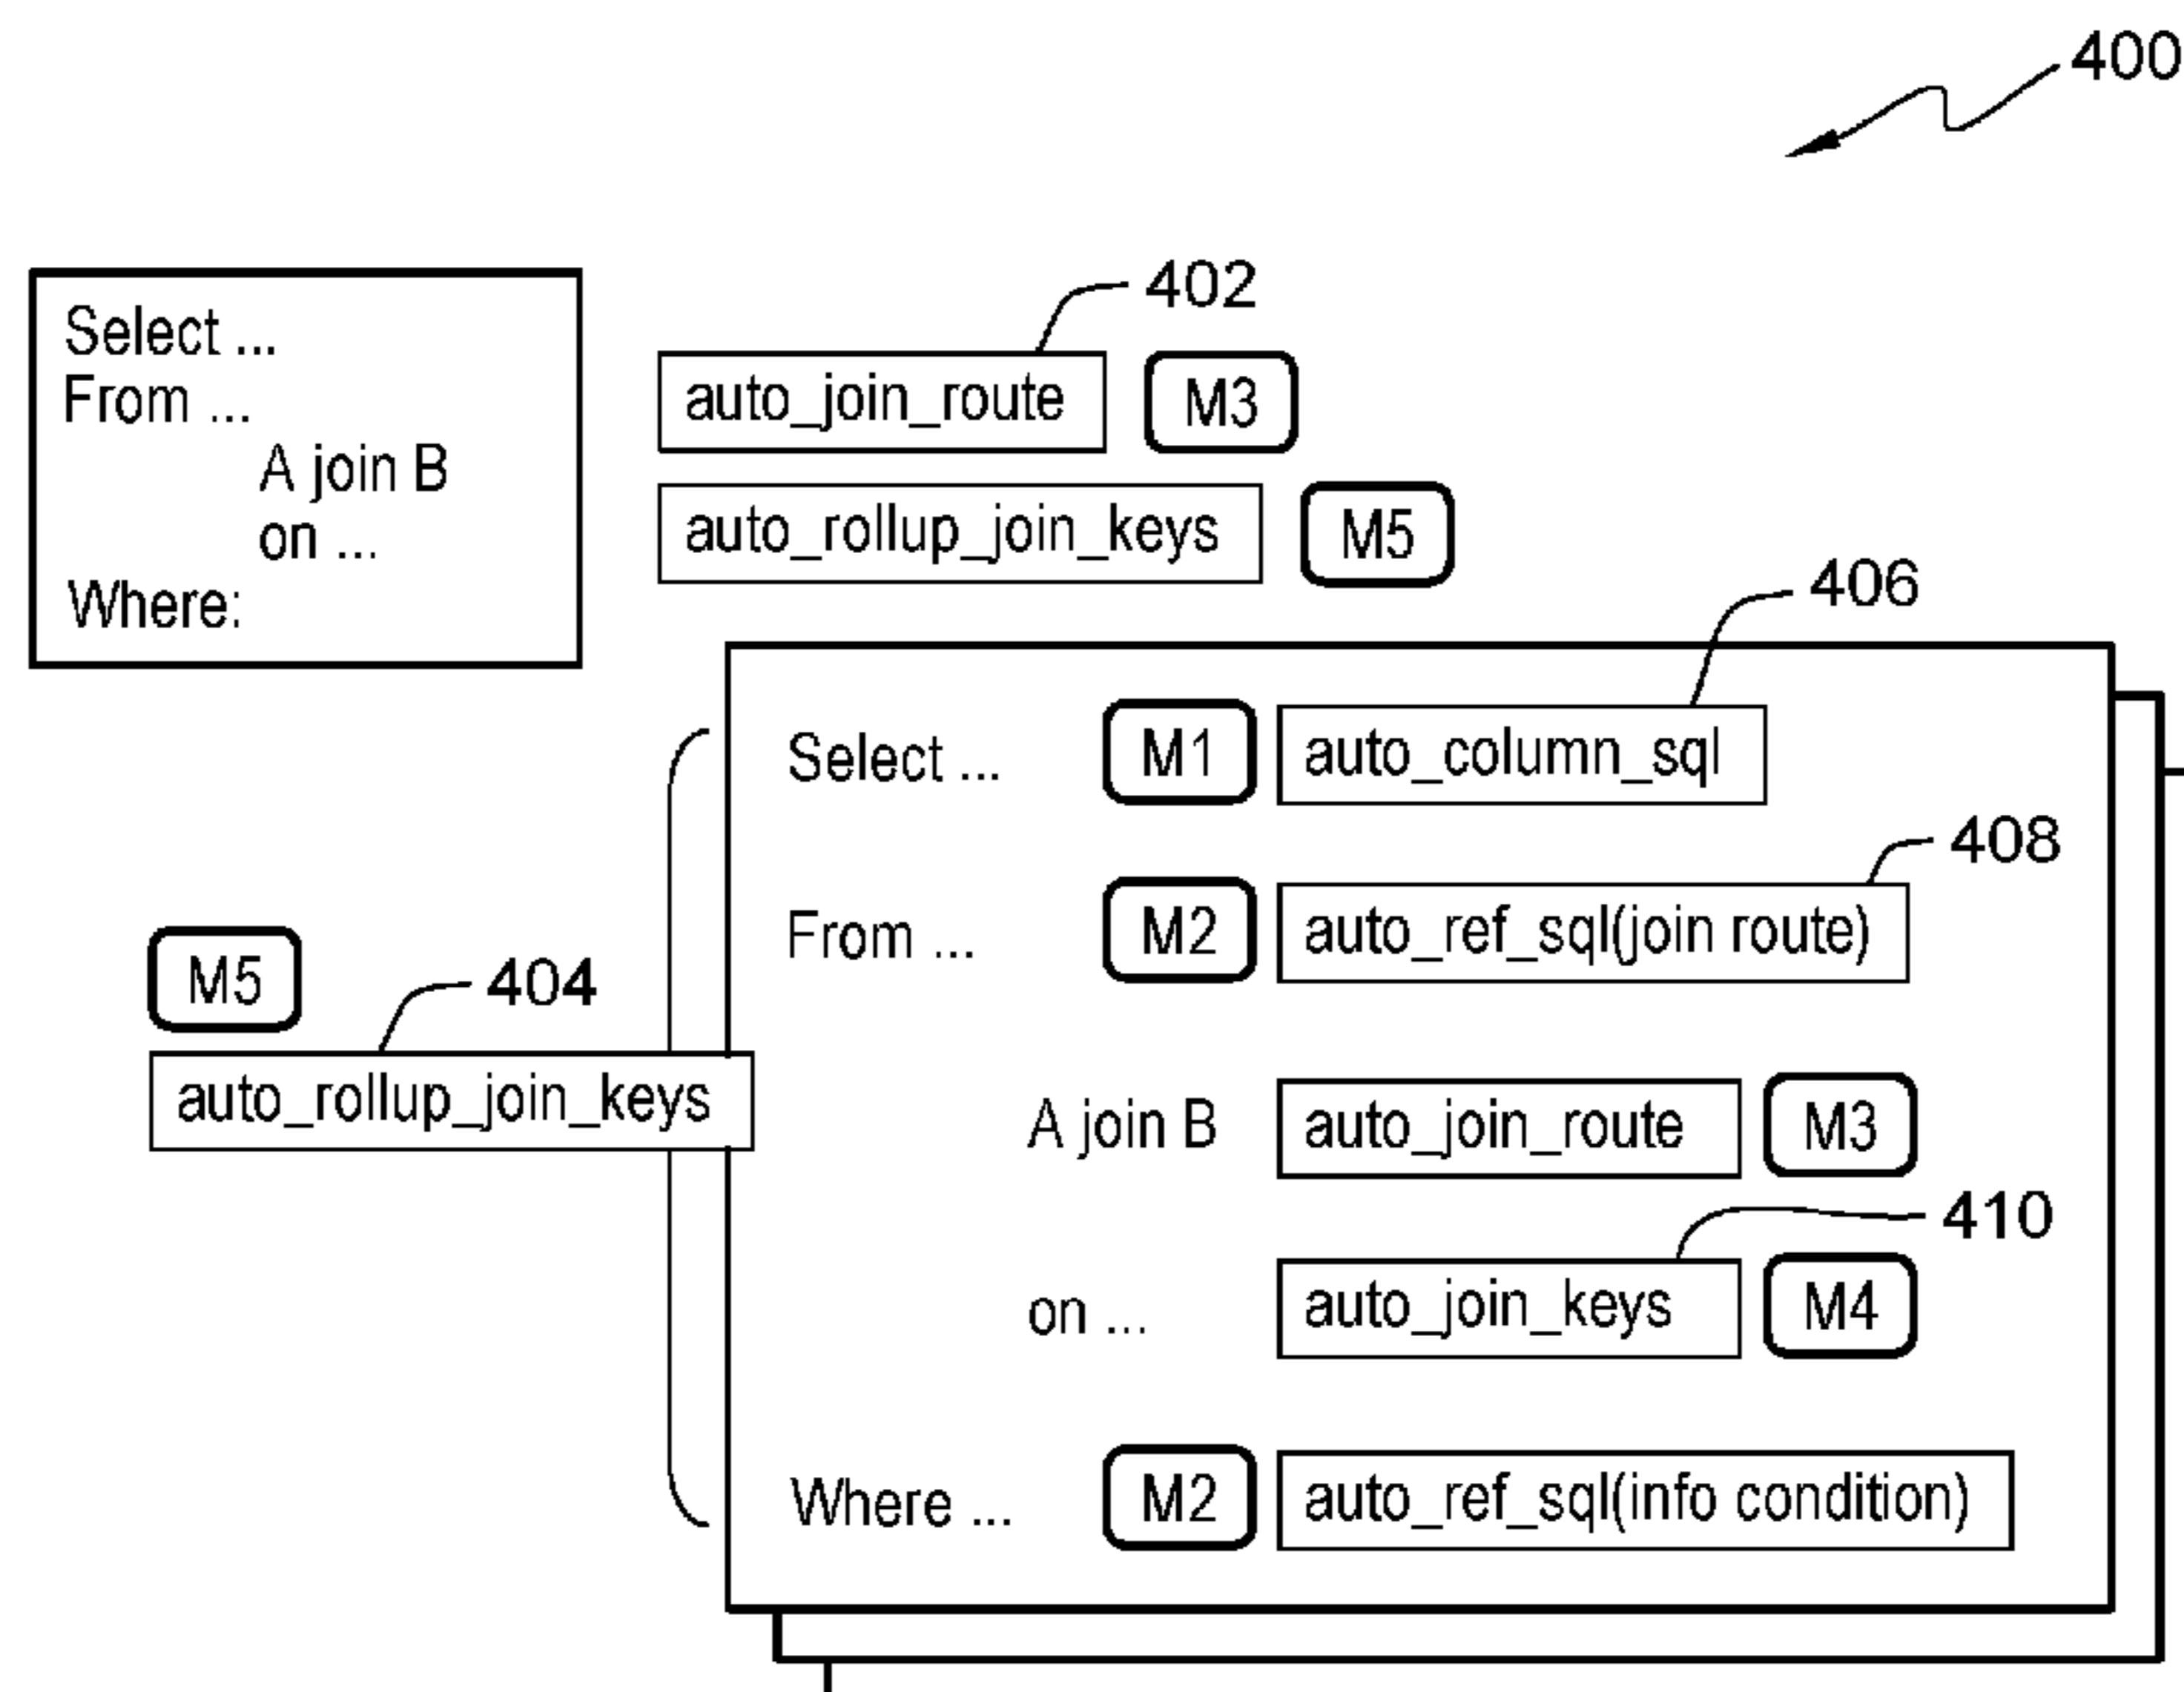 400
402
Select ...
From ...
auto_join_route M3
A join B
on ...
auto_rollup_join_keys M5
Where:
406
Select ... M1 auto_column_sql
408
From ... M2 auto_ref_sql(join route)
M5
404
auto_rollup_join_keys
A join B auto_join_route M3
410
on ... auto_join_keys M4
Where ... M2 auto_ref_sql(info condition)